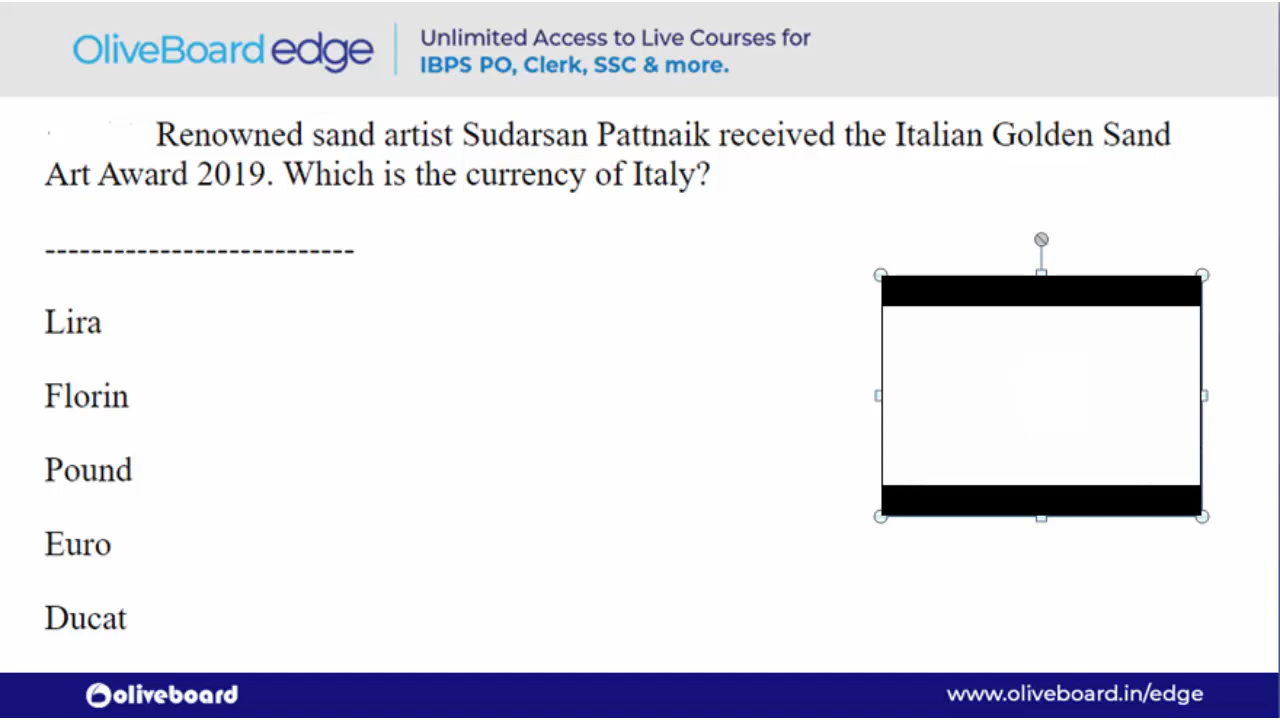 OliveBoard edge
Unlimited Access to Live Courses for
IBPS PO, Clerk, SSC & more.
Renowned sand artist Sudarsan Pattnaik received the Italian Golden Sand
Art Award 2019. Which is the currency of Italy?
---------------------------
Lira
Florin
Pound
Euro
Ducat
oliveboard
www.oliveboard.in/edge